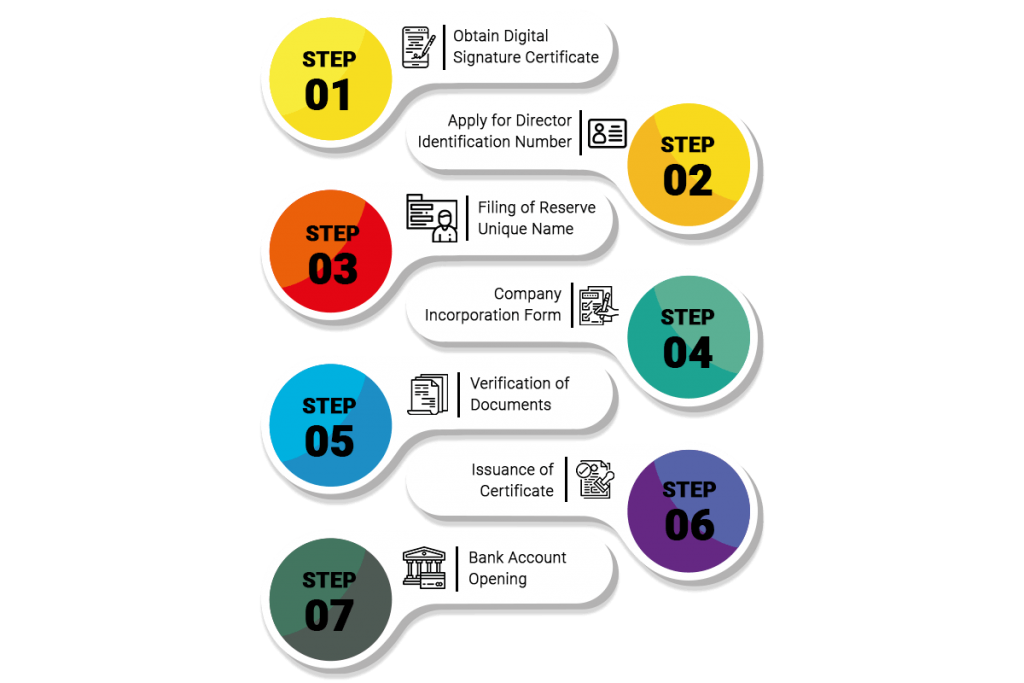 STEP
01
Obtain Digital
Signature Certificate
Apply for Director
Identification Number
STEP
02
STEP
03
Filing of Reserve
Unique Name
Company
Incorporation Form
STEP
04
STEP
05
Verification of
Documents
Issuance of
Certificate
STEP
06
STEP
07
Bank Account
Opening